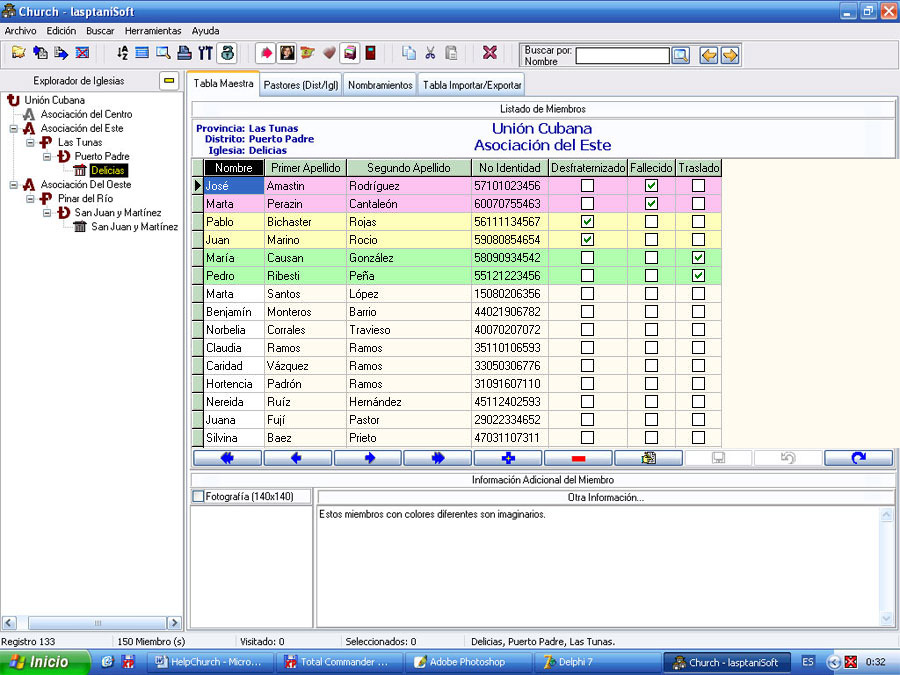 Church - lasptaniSoft
Archivo Edición Buscar Herramientas Ayuda
Buscar por:
Nombre
Explorador de Iglesias
Unión Cubana
Asociación del Centro
Asociación del Este
Las Tunas
Puerto Padre
Delicias
Asociación Del Oeste
Pinar del Río
San Juan y Martínez
San Juan y Martínez
Tabla Maestra Pastores (Dist/Igl) Nombramientos Tabla Importar/Exportar
Listado de Miembros
Provincia: Las Tunas
Distrito: Puerto Padre
Iglesia: Delicias
Unión Cubana
Asociación del Este
Nombre Primer Apellido Segundo Apellido No Identidad Desfraternizado Fallecido Traslado
José Amastin Rodríguez 57101023456
Marta Perazin Cantaleón 60070755463
Pablo Bichaster Rojas 56111134567
Juan Marino Rocio 59080854654
María Causan González 58090934542
Pedro Ribesti Peña 55121223456
Marta Santos López 15080206356
Benjamín Monteros Barrio 44021906782
Norbelia Corrales Travieso 40070207072
Claudia Ramos Ramos 35110106593
Caridad Vázquez Ramos 33050306776
Hortencia Padrón Ramos 31091607110
Nereida Ruíz Hernández 45112402593
Juana Fují Pastor 29022334652
Silvina Baez Prieto 47031107311
Información Adicional del Miembro
Fotografía (140x140) Otra Información...
Estos miembros con colores diferentes son imaginarios.
Registro 133 150 Miembro (s) Visitado: 0 Seleccionados: 0 Delicias, Puerto Padre, Las Tunas.
Inicio HelpChurch - Micro... Total Commander ... Adobe Photoshop Delphi 7 Church - lasptaniSoft ES 0:32